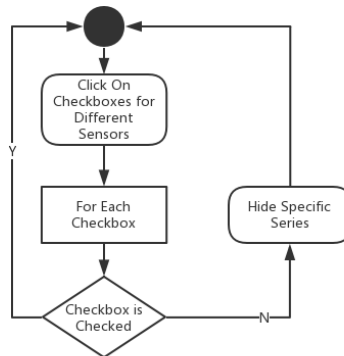 Click On
Checkboxes for
Different
Sensors
Y
For Each
Checkbox
Hide Specific
Series
Checkbox is
Checked
N